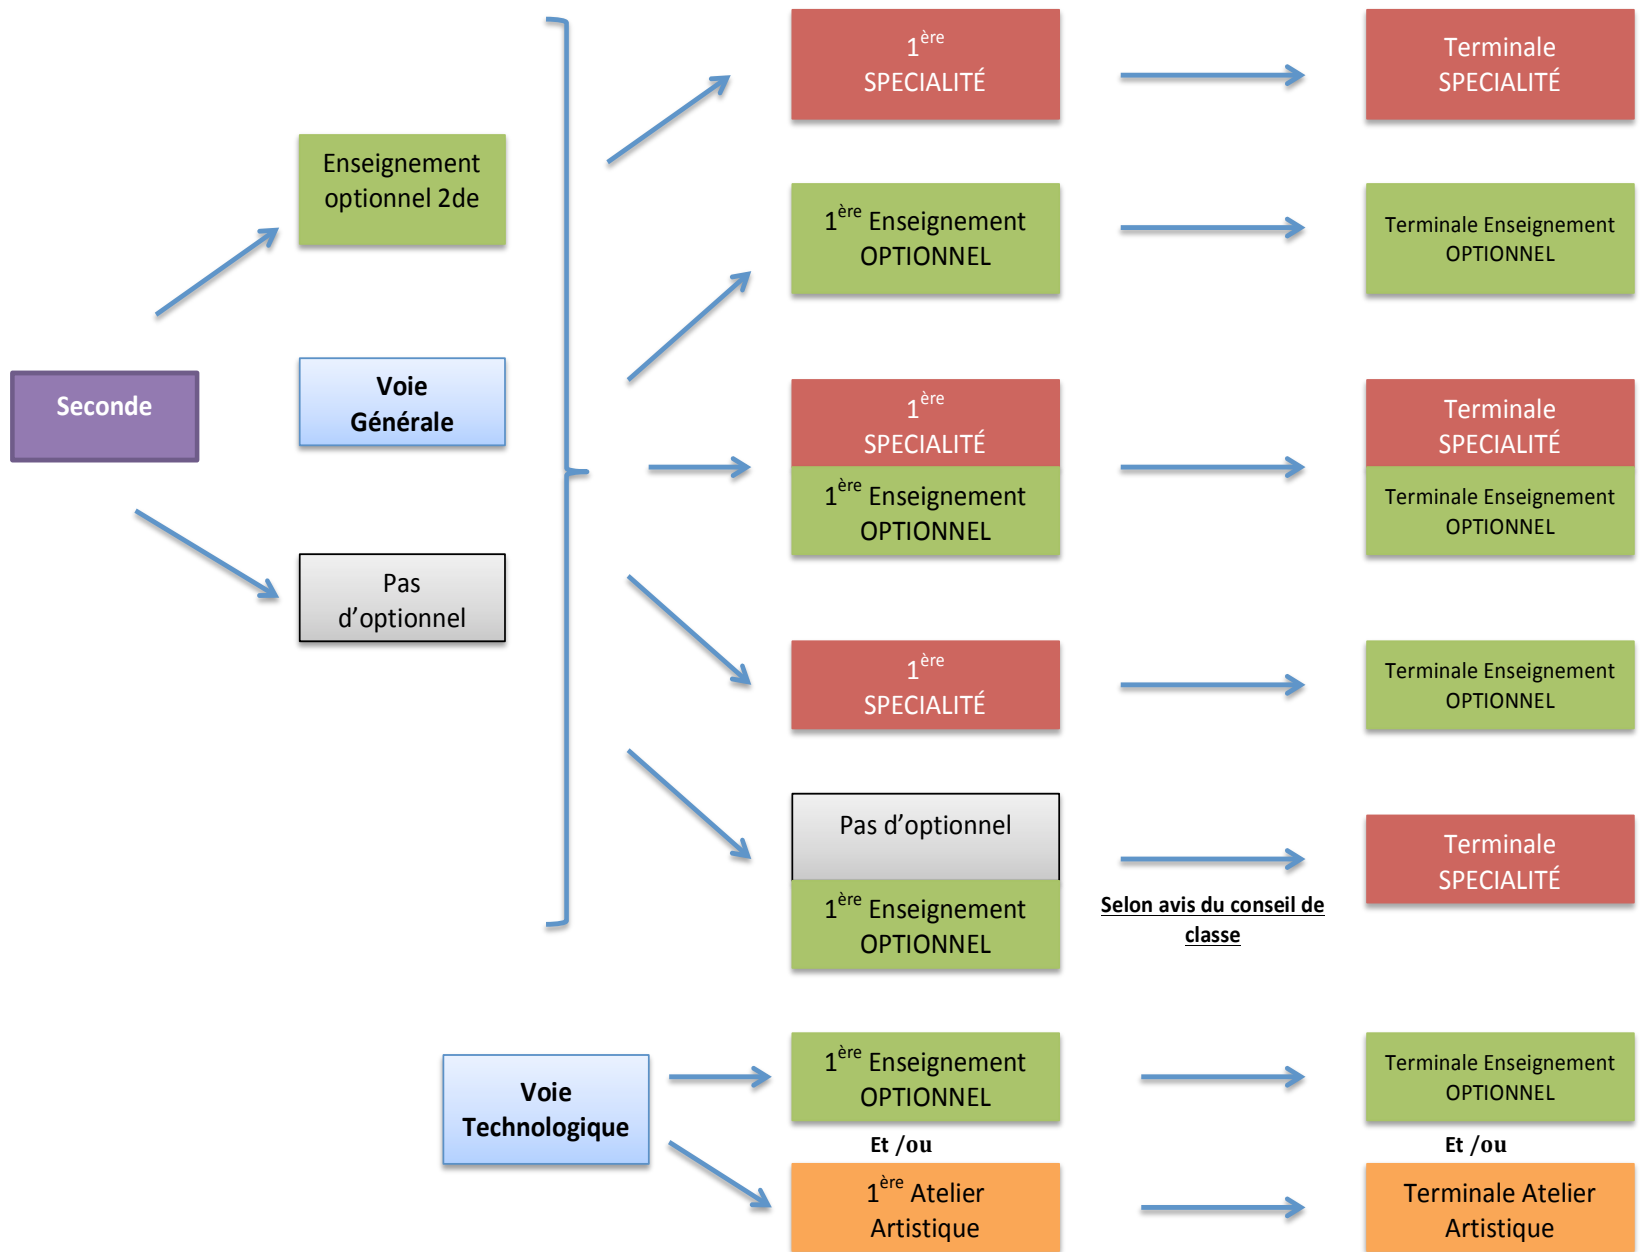 1ère
SPECIALITÉ
Terminale
SPECIALITÉ
Enseignement
optionnel 2de
1ère Enseignement
OPTIONNEL
Terminale Enseignement
OPTIONNEL
Seconde
Voie
Générale
1ère
SPECIALITÉ
1ère Enseignement
OPTIONNEL
Terminale
SPECIALITÉ
Terminale Enseignement
OPTIONNEL
Pas
d’optionnel
1ère
SPECIALITÉ
Terminale Enseignement
OPTIONNEL
Pas d’optionnel
1ère Enseignement
OPTIONNEL
Selon avis du conseil de
classe
Terminale
SPECIALITÉ
Voie
Technologique
1ère Enseignement
OPTIONNEL
Et /ou
1ère Atelier
Artistique
Terminale Enseignement
OPTIONNEL
Et /ou
Terminale Atelier
Artistique